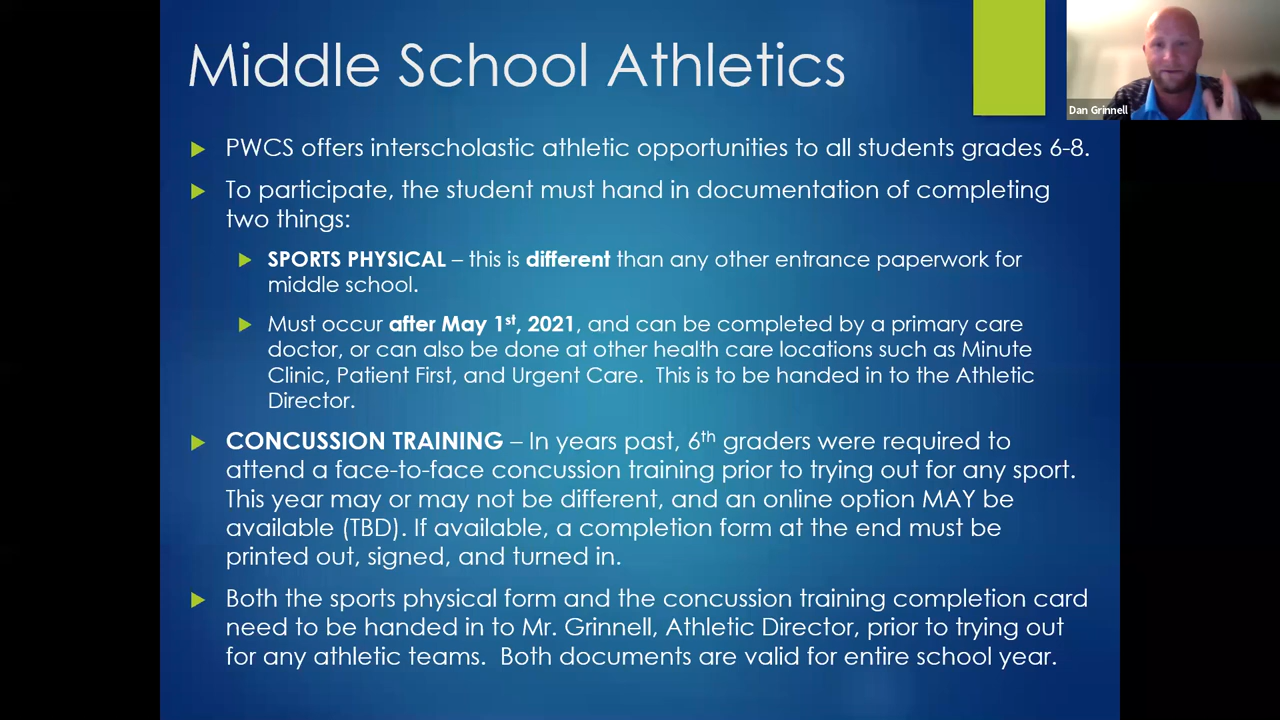 Middle School Athletics
Dan Grinnell
PWCS offers interscholastic athletic opportunities to all students grades 6-8.
To participate, the student must hand in documentation of completing
two things:
SPORTS PHYSICAL – this is different than any other entrance paperwork for
middle school.
Must occur after May 1st, 2021, and can be completed by a primary care
doctor, or can also be done at other health care locations such as Minute
Clinic, Patient First, and Urgent Care.  This is to be handed in to the Athletic
Director.
CONCUSSION TRAINING – In years past, 6th graders were required to
attend a face-to-face concussion training prior to trying out for any sport.
This year may or may not be different, and an online option MAY be
available (TBD). If available, a completion form at the end must be
printed out, signed, and turned in.
Both the sports physical form and the concussion training completion card
need to be handed in to Mr. Grinnell, Athletic Director, prior to trying out
for any athletic teams.  Both documents are valid for entire school year.